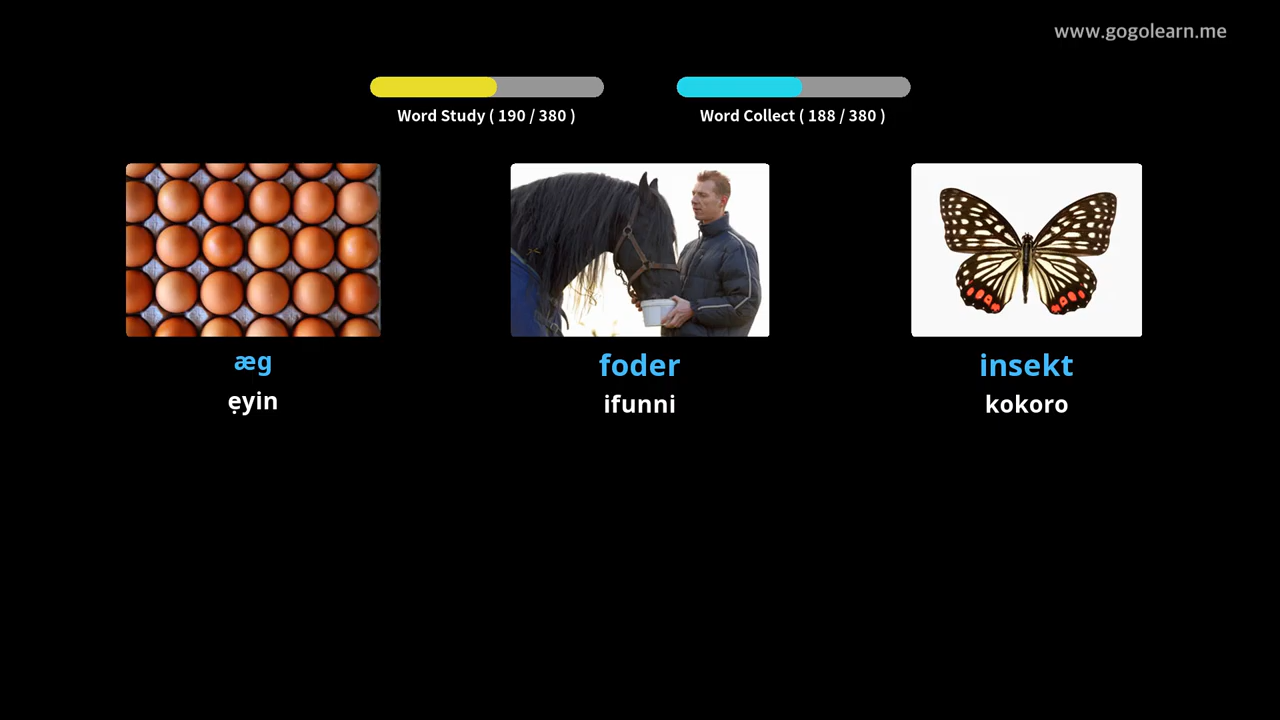 www.gogolearn.me
Word Study ( 190 / 380 )
Word Collect ( 188 / 380 )
æg
foder
insekt
ẹyin
ifunni
kokoro